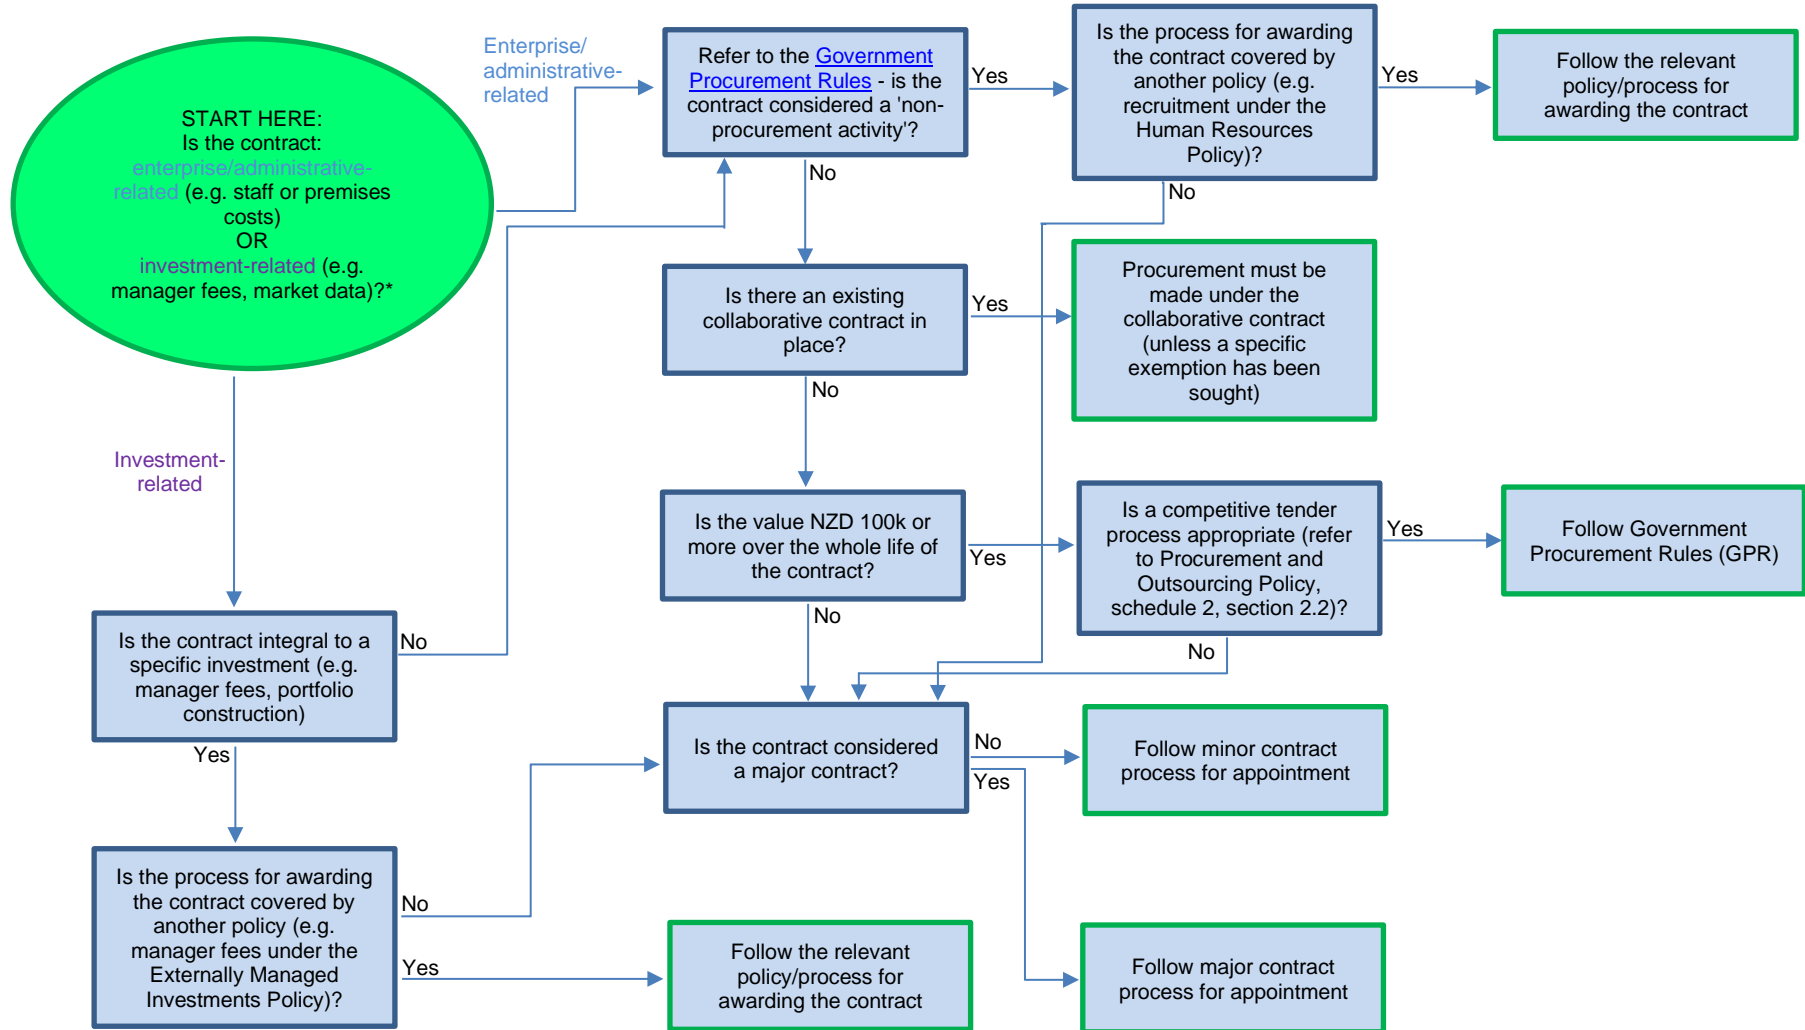 START HERE:
Is the contract:
enterprise/administrative-
related (e.g. staff or premises
costs)
OR
investment-related (e.g.
manager fees, market data)?*
Enterprise/
administrative-
related
Refer to the Government
Procurement Rules - is the
contract considered a 'non-
procurement activity'?
Yes
Is the process for awarding
the contract covered by
another policy (e.g.
recruitment under the
Human Resources
Policy)?
Yes
Follow the relevant
policy/process for
awarding the contract
No
No
Is there an existing
collaborative contract in
place?
Yes
Procurement must be
made under the
collaborative contract
(unless a specific
exemption has been
sought)
No
Investment-
related
Is the value NZD 100k or
more over the whole life of
the contract?
Yes
Is a competitive tender
process appropriate (refer
to Procurement and
Outsourcing Policy,
schedule 2, section 2.2)?
Yes
Follow Government
Procurement Rules (GPR)
No
No
Is the contract integral to a
specific investment (e.g.
manager fees, portfolio
construction)
No
Yes
Is the contract considered
a major contract?
No
Follow minor contract
process for appointment
Yes
Is the process for awarding
the contract covered by
another policy (e.g.
manager fees under the
Externally Managed
Investments Policy)?
No
Yes
Follow the relevant
policy/process for
awarding the contract
Follow major contract
process for appointment